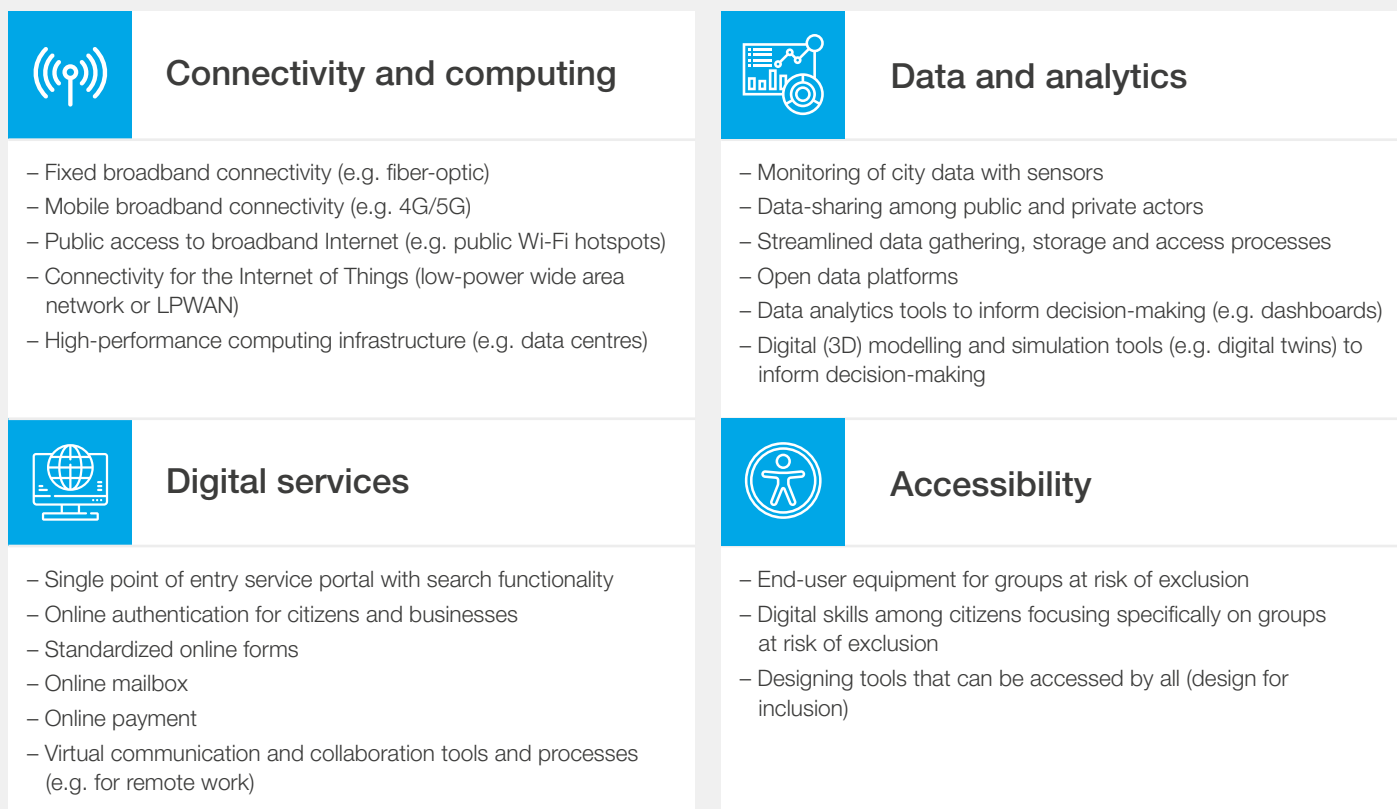 Connectivity and computing
– Fixed broadband connectivity (e.g. fiber-optic)
– Mobile broadband connectivity (e.g. 4G/5G)
– Public access to broadband Internet (e.g. public Wi-Fi hotspots)
– Connectivity for the Internet of Things (low-power wide area
network or LPWAN)
– High-performance computing infrastructure (e.g. data centres)
Data and analytics
– Monitoring of city data with sensors
– Data-sharing among public and private actors
– Streamlined data gathering, storage and access processes
– Open data platforms
– Data analytics tools to inform decision-making (e.g. dashboards)
– Digital (3D) modelling and simulation tools (e.g. digital twins) to
inform decision-making
Digital services
– Single point of entry service portal with search functionality
– Online authentication for citizens and businesses
– Standardized online forms
– Online mailbox
– Online payment
– Virtual communication and collaboration tools and processes
(e.g. for remote work)
Accessibility
– End-user equipment for groups at risk of exclusion
– Digital skills among citizens focusing specifically on groups
at risk of exclusion
– Designing tools that can be accessed by all (design for
inclusion)